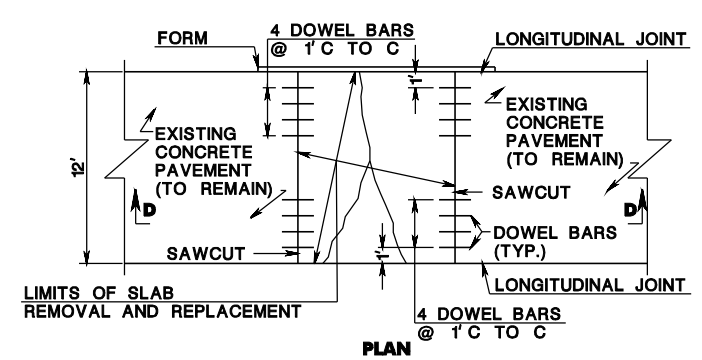 4 DOWEL BARS
@ 1' C TO C
FORM
LONGITUDINAL JOINT
1'
EXISTING
CONCRETE
PAVEMENT
(TO REMAIN)
EXISTING
CONCRETE
PAVEMENT
(TO REMAIN)
12'
SAWCUT
D
D
DOWEL BARS
(TYP.)
SAWCUT
1'
LONGITUDINAL JOINT
LIMITS OF SLAB
REMOVAL AND REPLACEMENT
4 DOWEL BARS
@ 1' C TO C
PLAN